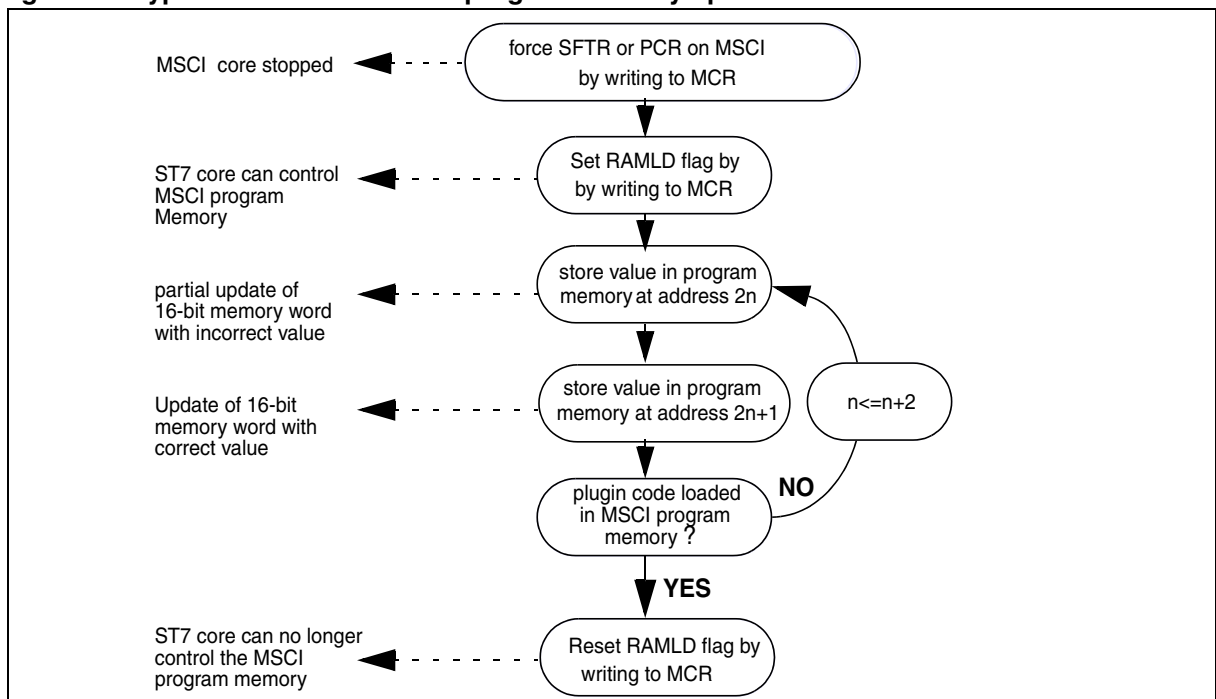 force SFTR or PCR on MSCI
by writing to MCR
MSCI core stopped
Set RAMLD flag by
by writing to MCR
ST7 core can control
MSCI program
Memory
store value in program
memory at address 2n
partial update of
16-bit memory word
with incorrect value
store value in program
memory at address 2n+1
n<=n+2
Update of 16-bit
memory word with
correct value
plugin code loaded
in MSCI program
memory ?
NO
YES
ST7 core can no longer
control the MSCI
program memory
Reset RAMLD flag by
writing to MCR